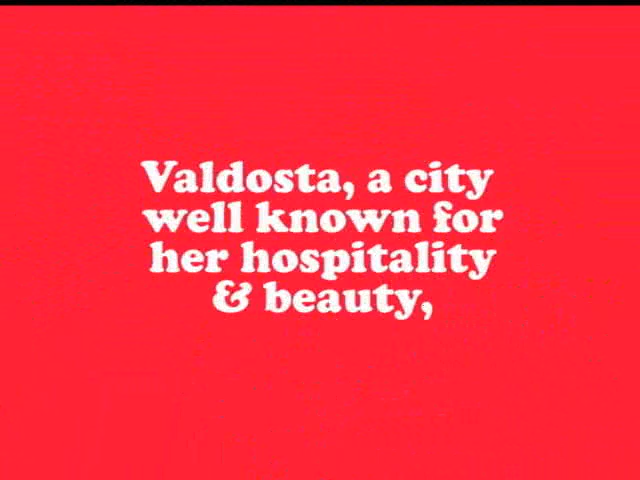 Valdosta, a city
well known for
her hospitality
& beauty,